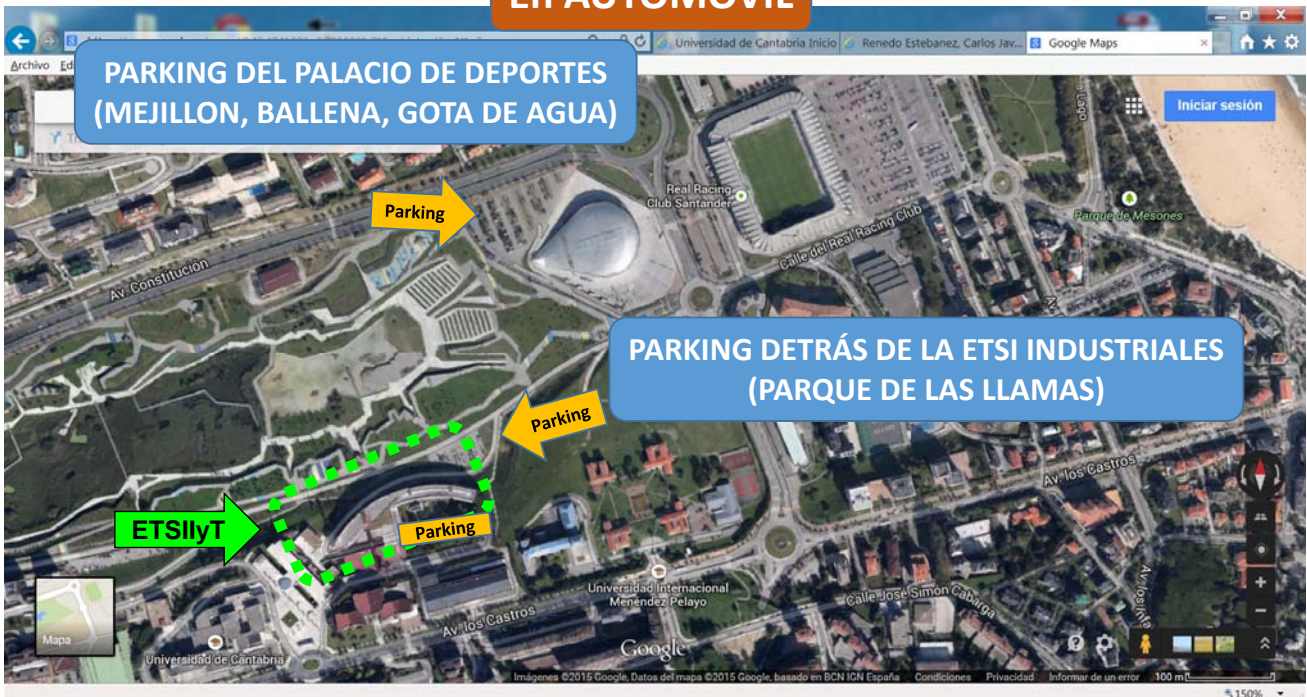 En AUTOMÓVIL
Universidad de Cantabria Inicio
Renedo Estebanez, Carlos Jav...
Google Maps
Archivo
PARKING DEL PALACIO DE DEPORTES
(MEJILLON, BALLENA, GOTA DE AGUA)
Iniciar sesión
Parking
Real Racing
Club Santander
Parque de Mesones
Calle del Real Racing Club
Av. Constitución
PARKING DETRÁS DE LA ETSI INDUSTRIALES
(PARQUE DE LAS LLAMAS)
Parking
Av. los Castros
ETSIIyT
Parking
Universidad Internacional
Menéndez Pelayo
Calle José Simón Cabarga
Av. los Castros
Mapa
Universidad de Cantabria
Google
Imágenes ©2015 Google, Datos del mapa ©2015 Google, basado en BCN IGN España
Condiciones
Privacidad
Informar de un error
100 m
150%